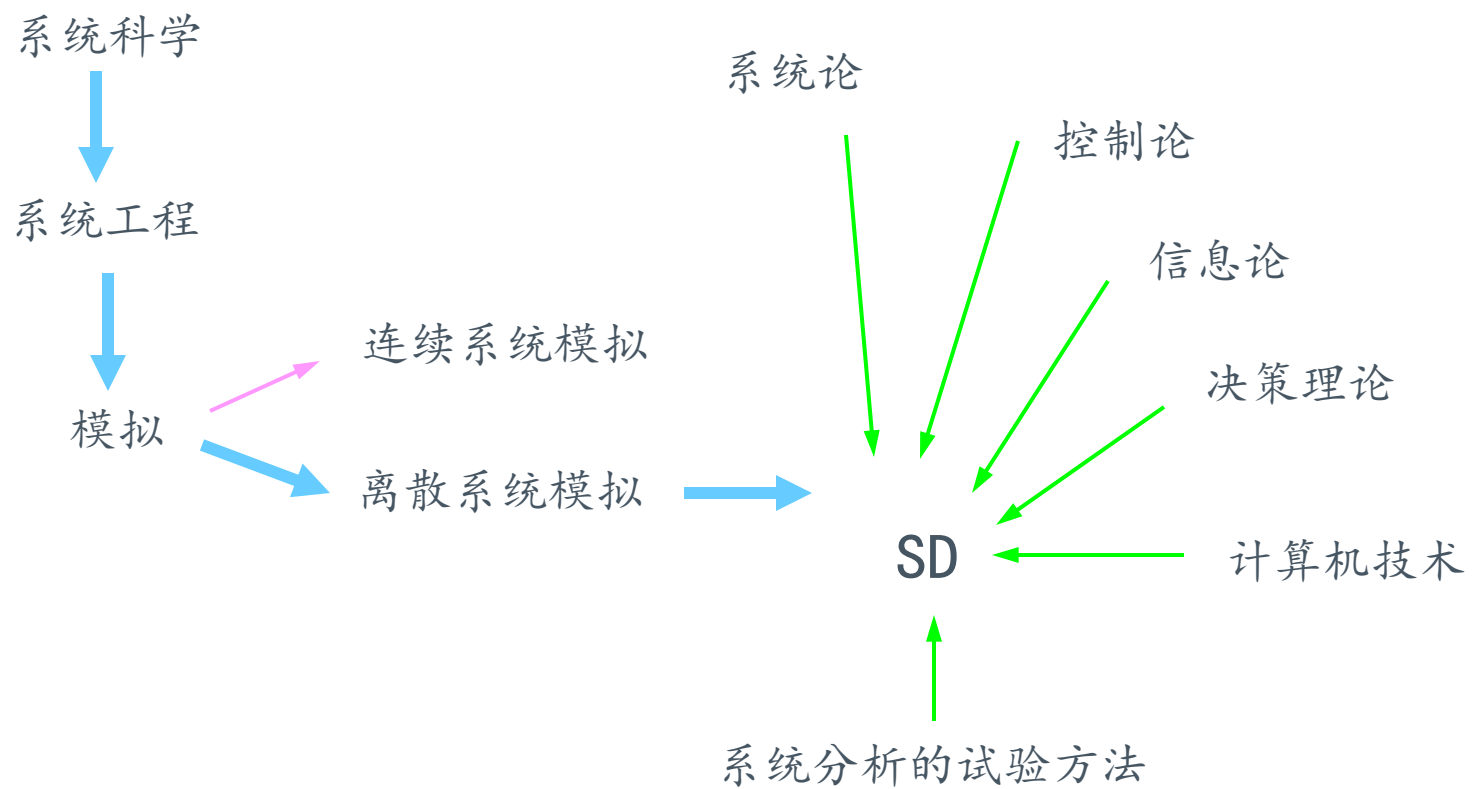 系统科学
系统论
控制论
系统工程
信息论
连续系统模拟
决策理论
模拟
离散系统模拟
SD
计算机技术
系统分析的试验方法